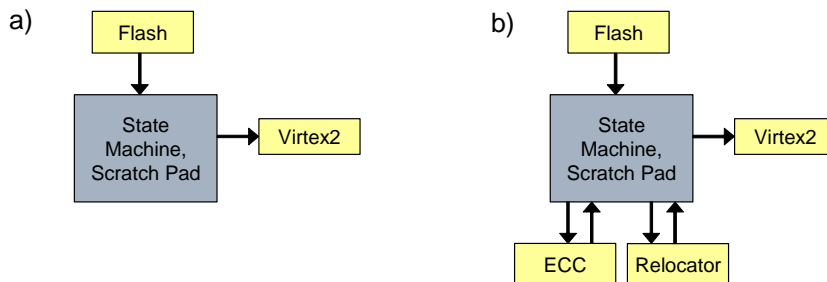 a)
Flash
State
Machine,
Scratch Pad
Virtex2
b)
Flash
State
Machine,
Scratch Pad
Virtex2
ECC
Relocator